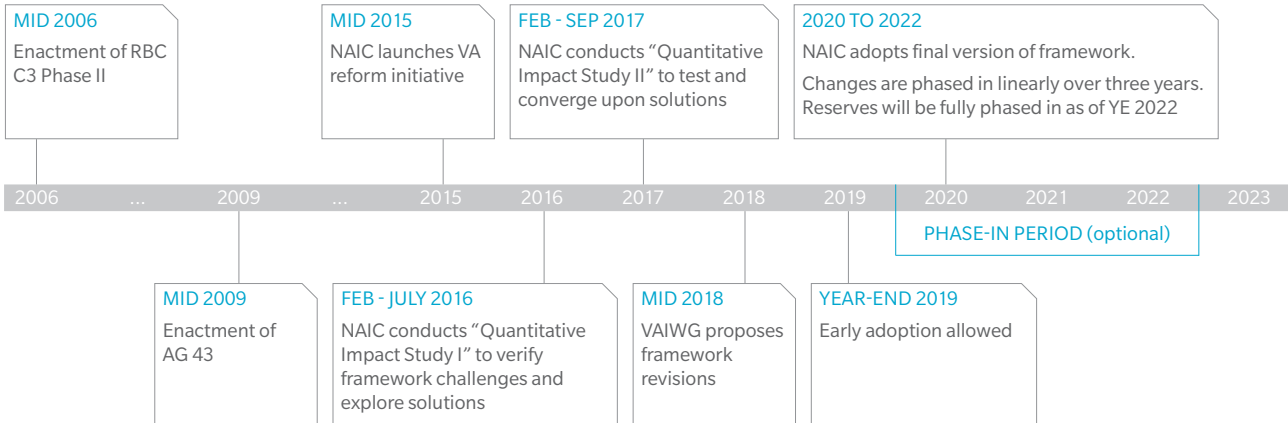 MID 2006
Enactment of RBC
C3 Phase II
MID 2015
NAIC launches VA
reform initiative
FEB - SEP 2017
NAIC conducts “Quantitative
Impact Study II” to test and
converge upon solutions
2020 TO 2022
NAIC adopts final version of framework.
Changes are phased in linearly over three years.
Reserves will be fully phased in as of YE 2022
2006 ... 2009 ... 2015 2016 2017 2018 2019 2020 2021 2022 2023
PHASE-IN PERIOD (optional)
MID 2009
Enactment of
AG 43
FEB - JULY 2016
NAIC conducts “Quantitative
Impact Study I” to verify
framework challenges and
explore solutions
MID 2018
VAIWG proposes
framework
revisions
YEAR-END 2019
Early adoption allowed